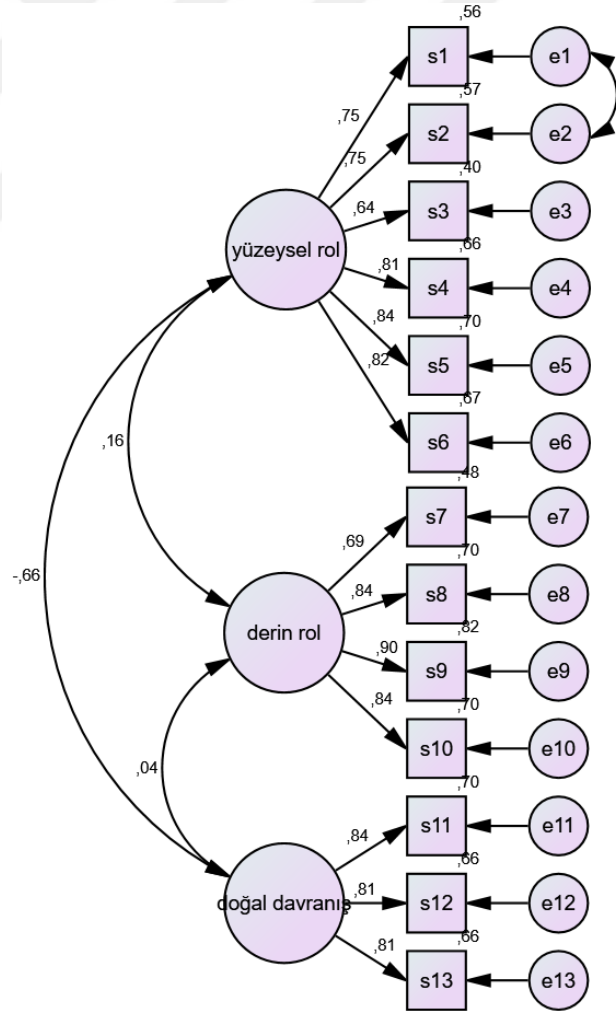 ,56
s1
e1
,75
,57
s2
e2
,75
,40
s3
e3
,64
yüzeysel rol
,66
s4
e4
,81
,70
s5
e5
,84
,67
s6
e6
,82
,16
,48
s7
e7
,69
,70
s8
e8
,84
-,66
derin rol
,82
s9
e9
,90
,70
s10
e10
,84
,04
,70
s11
e11
,84
,66
s12
e12
,81
doğal davranış
,66
s13
e13
,81